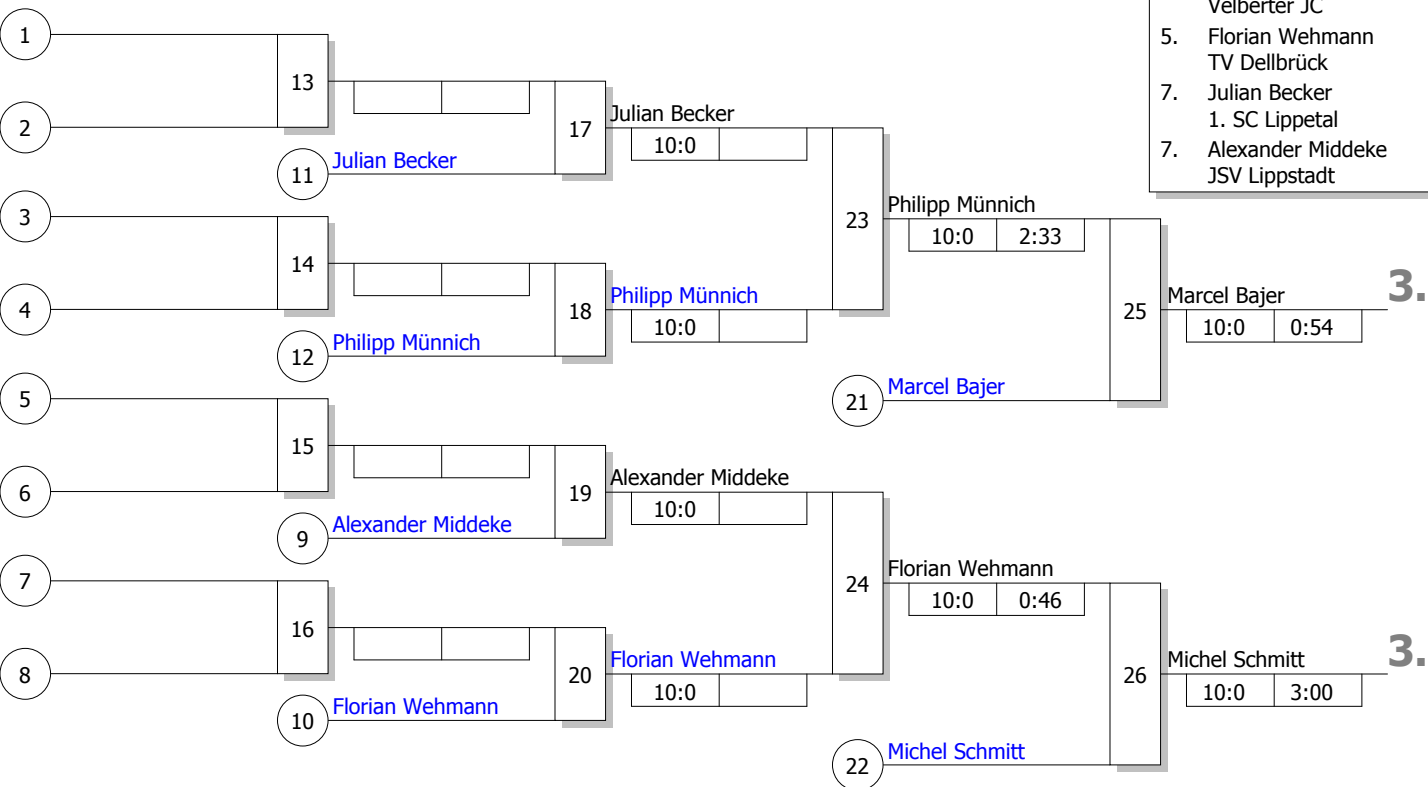 Velberter JC
5. Florian Wehmann
TV Dellbrück
7. Julian Becker
1. SC Lippetal
7. Alexander Middeke
JSV Lippstadt
1
13
2
17
Julian Becker
10:0
11
Julian Becker
3
14
4
18
Philipp Münnich
10:0
12
Philipp Münnich
23
Philipp Münnich
10:0 2:33
25
Marcel Bajer
3.
10:0 0:54
21
Marcel Bajer
5
15
6
19
Alexander Middeke
10:0
9
Alexander Middeke
7
16
8
20
Florian Wehmann
10:0
10
Florian Wehmann
24
Florian Wehmann
10:0 0:46
26
Michel Schmitt
3.
10:0 3:00
22
Michel Schmitt